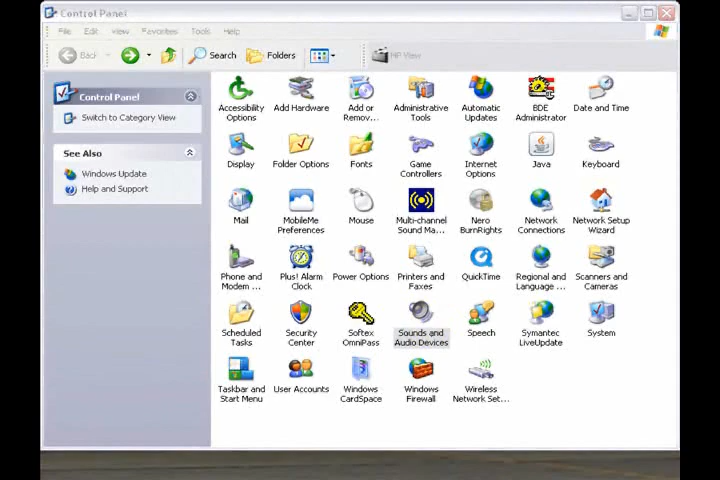 Control Panel
File Edit View Favorites Tools Help
Back Search Folders HP View
Control Panel
Switch to Category View
See Also
Windows Update
Help and Support
Accessibility Options
Add Hardware
Add or Remov...
Administrative Tools
Automatic Updates
BDE Administrator
Date and Time
Display
Folder Options
Fonts
Game Controllers
Internet Options
Java
Keyboard
Mail
MobileMe Preferences
Mouse
Multi-channel Sound Ma...
Nero BurnRights
Network Connections
Network Setup Wizard
Phone and Modem ...
Plus! Alarm Clock
Power Options
Printers and Faxes
QuickTime
Regional and Language ...
Scanners and Cameras
Scheduled Tasks
Security Center
Softex OmniPass
Sounds and Audio Devices
Speech
Symantec LiveUpdate
System
Taskbar and Start Menu
User Accounts
Windows CardSpace
Windows Firewall
Wireless Network Set...